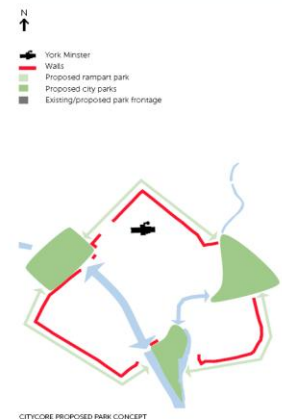 N
York Minster
Walls
Proposed rampart park
Proposed city parks
Existing/proposed park frontage
CITYCORE PROPOSED PARK CONCEPT